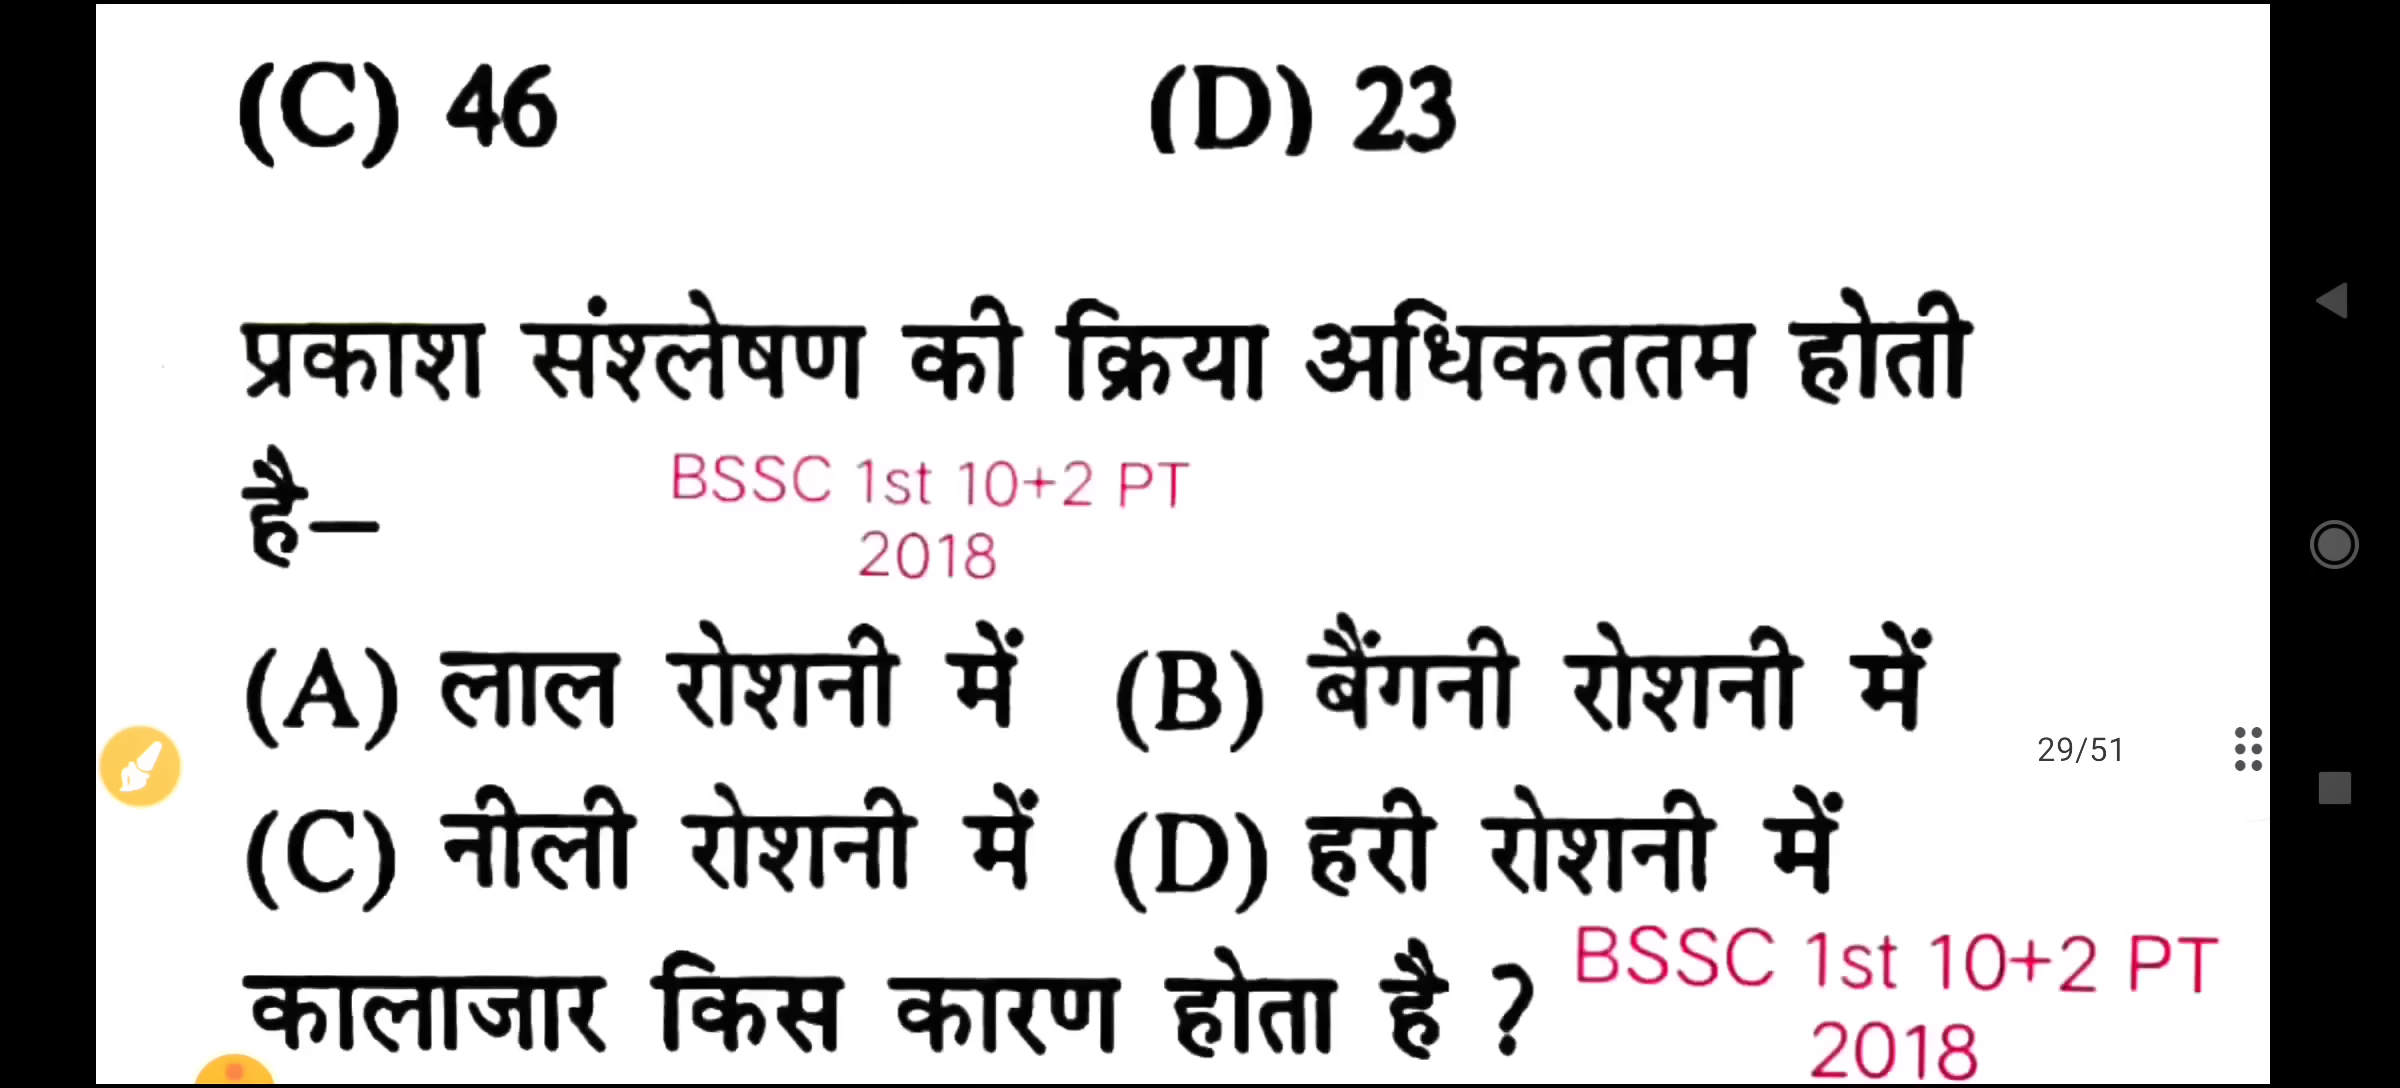 (C) 46 (D) 23
प्रकाश संश्लेषण की क्रिया अधिकततम होती
है–
BSSC 1st 10+2 PT
2018
(A) लाल रोशनी में (B) बैंगनी रोशनी में
29/51
(C) नीली रोशनी में (D) हरी रोशनी में
कालाजार किस कारण होता है ? BSSC 1st 10+2 PT
2018